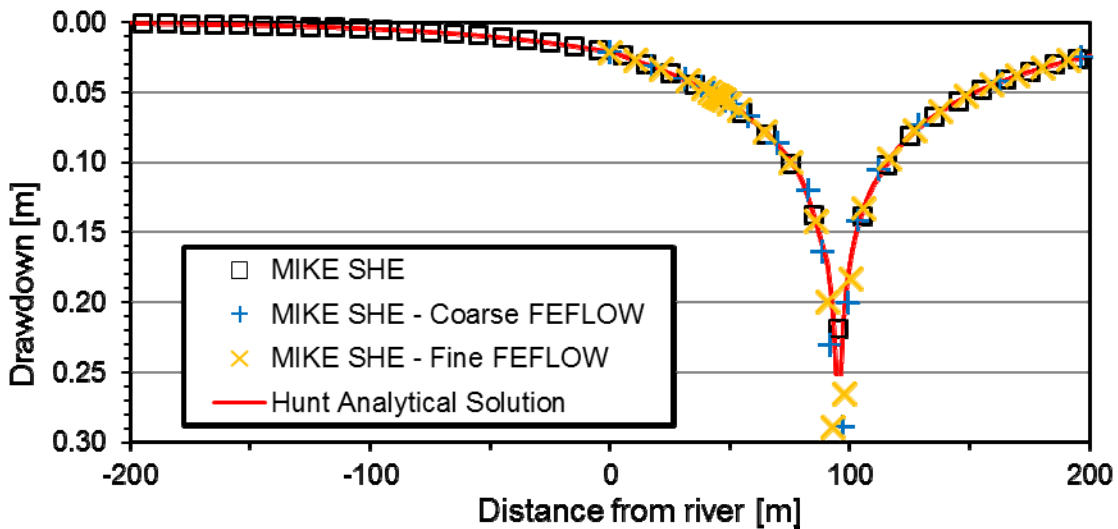 0.00
0.05
0.10
0.15
0.20
0.25
0.30
Drawdown [m]
MIKE SHE
MIKE SHE - Coarse FEFLOW
MIKE SHE - Fine FEFLOW
Hunt Analytical Solution
-200 -100 0 100 200
Distance from river [m]